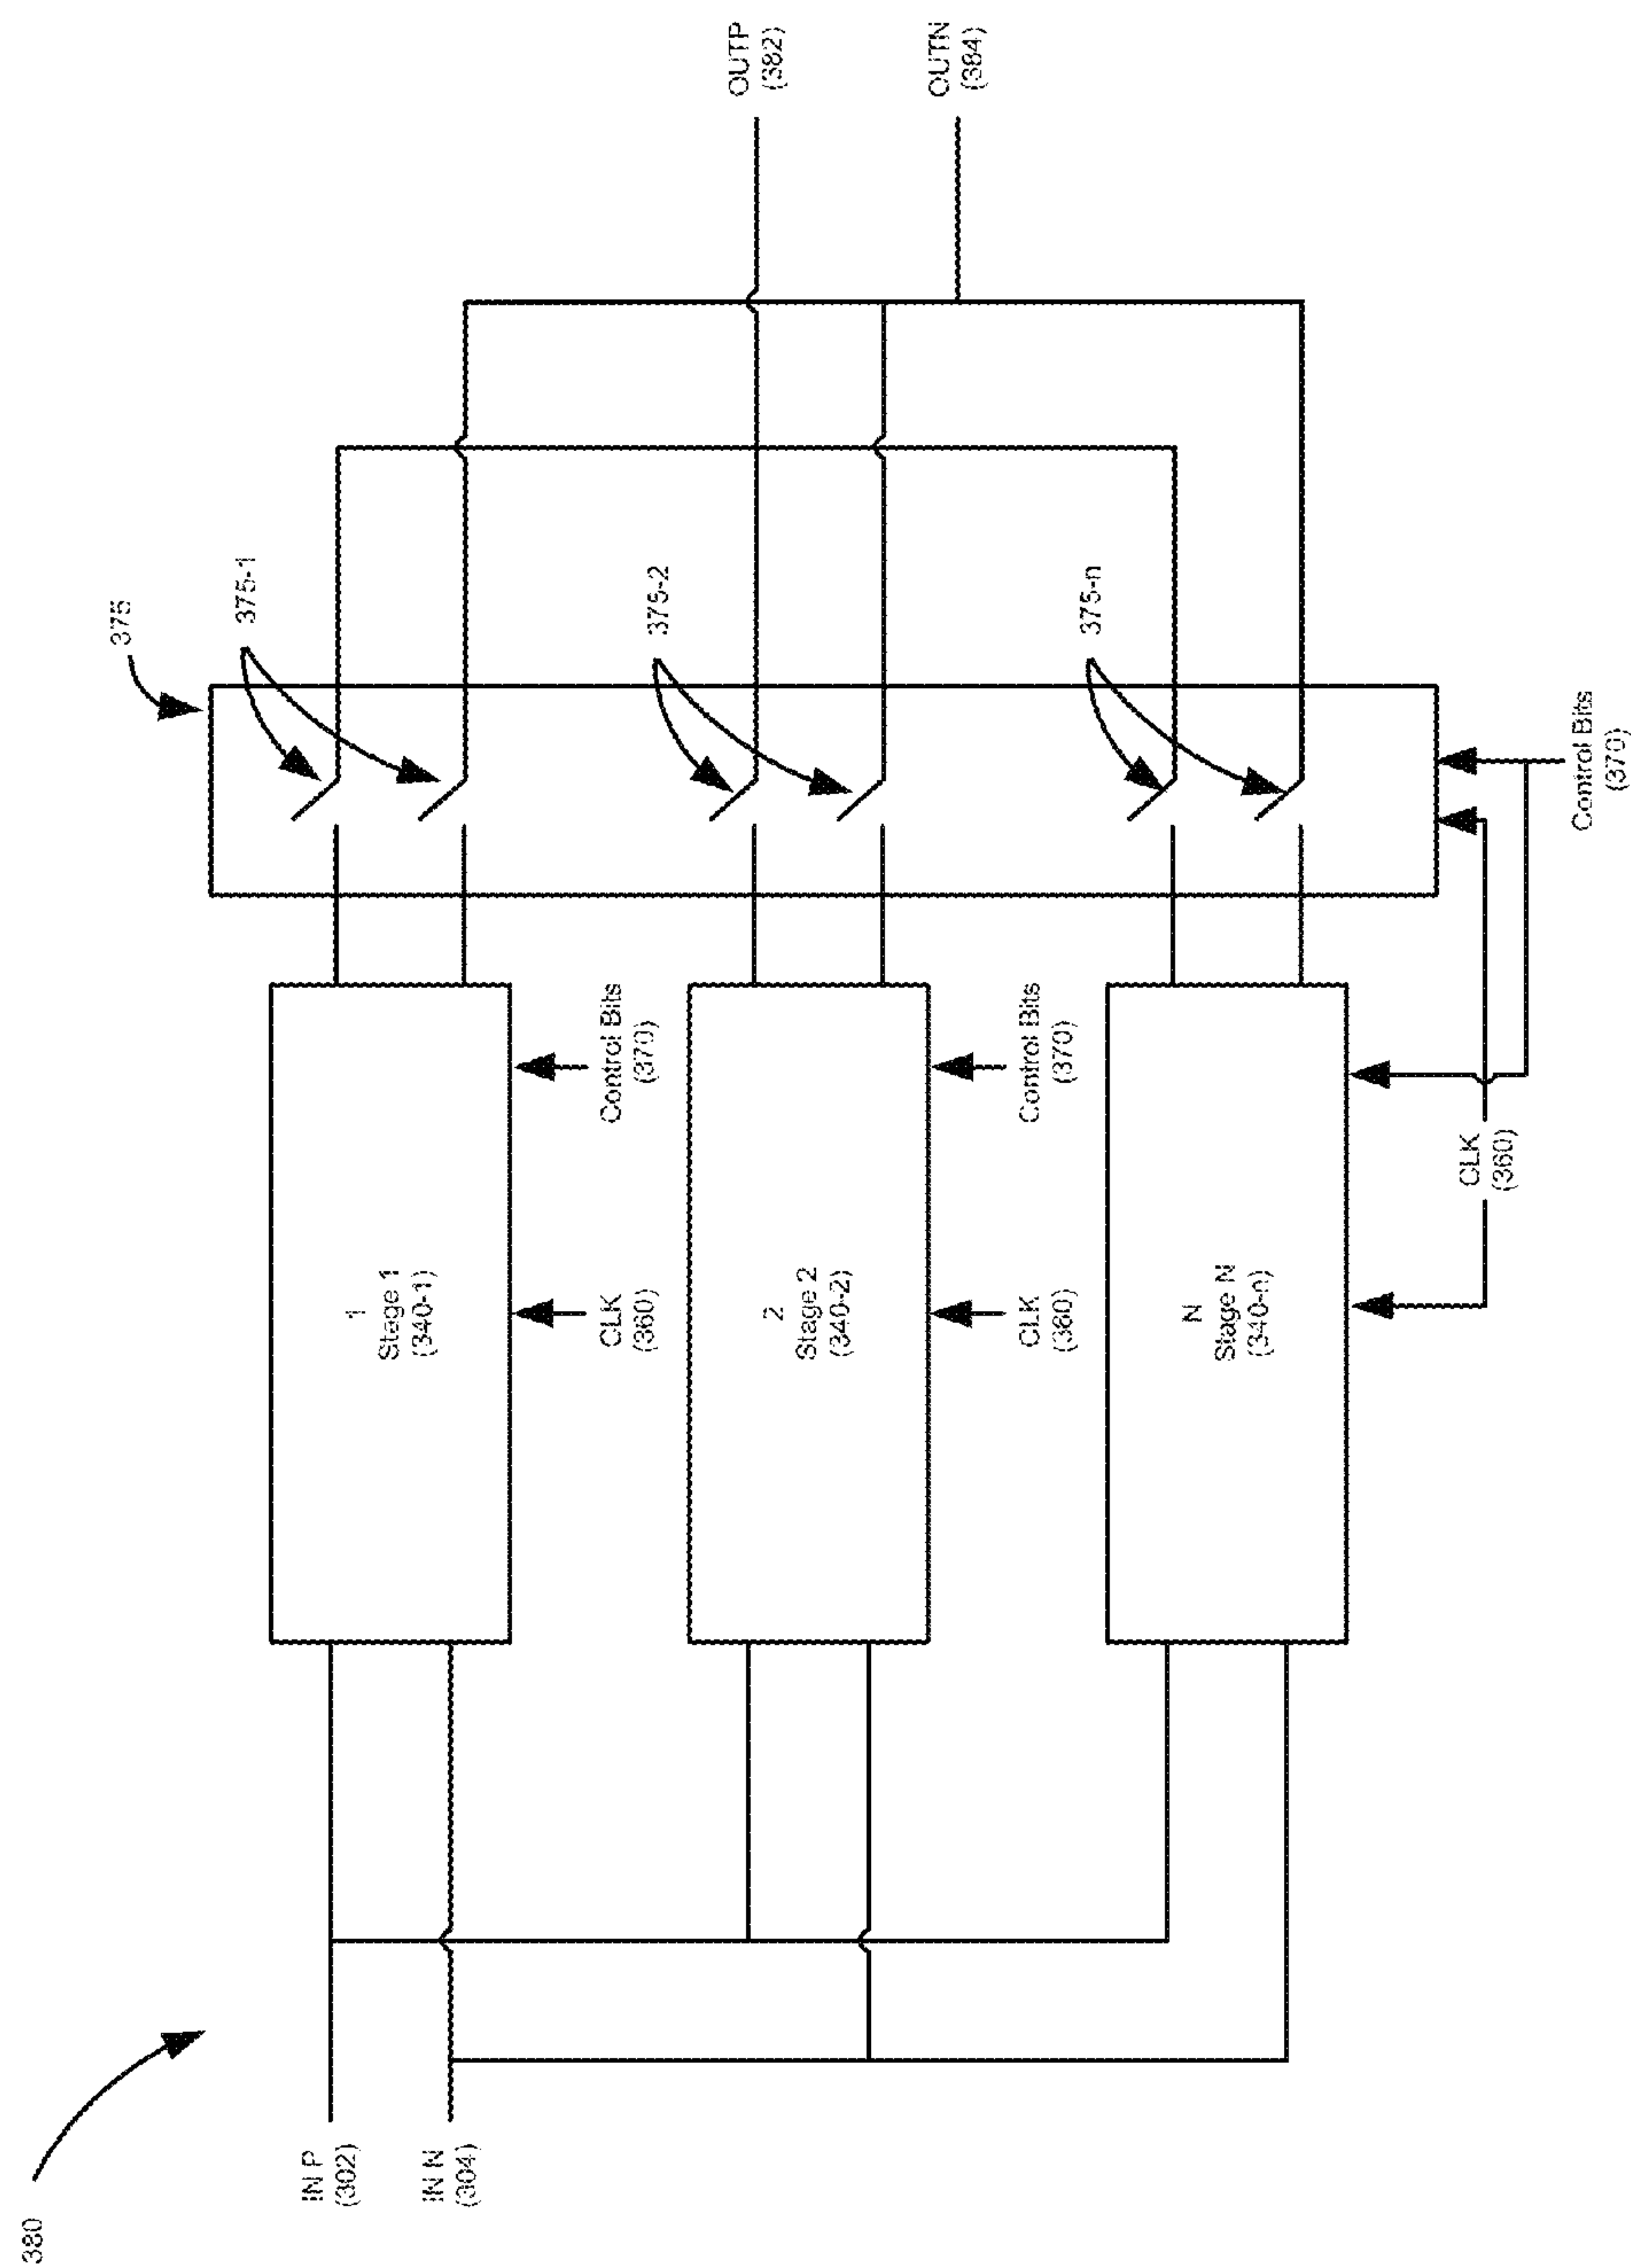 380
375
375-1
IN P
(302)
1
Stage 1
(340-1)
IN N
(304)
CLK
(360)
Control Bits
(370)
375-2
OUTP
(382)
2
Stage 2
(340-2)
OUTN
(384)
CLK
(360)
Control Bits
(370)
375-n
N
Stage N
(340-n)
CLK
(360)
Control Bits
(370)